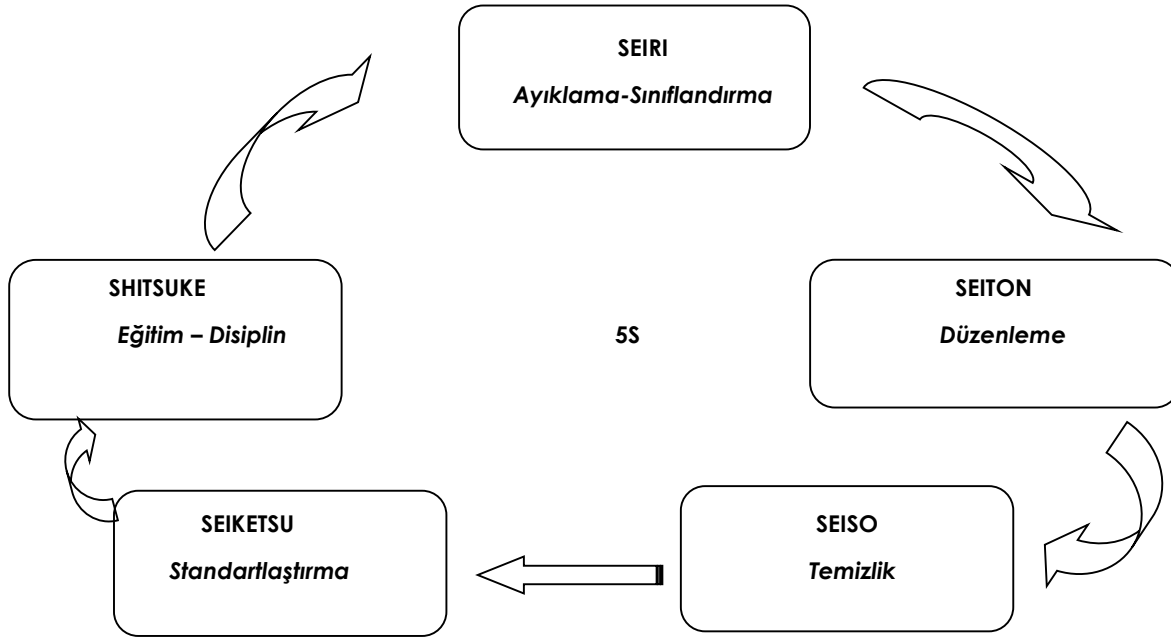 SEIRI
Ayıklama-Sınıflandırma
SHITSUKE
Eğitim – Disiplin
5S
SEITON
Düzenleme
SEIKETSU
Standartlaştırma
SEISO
Temizlik